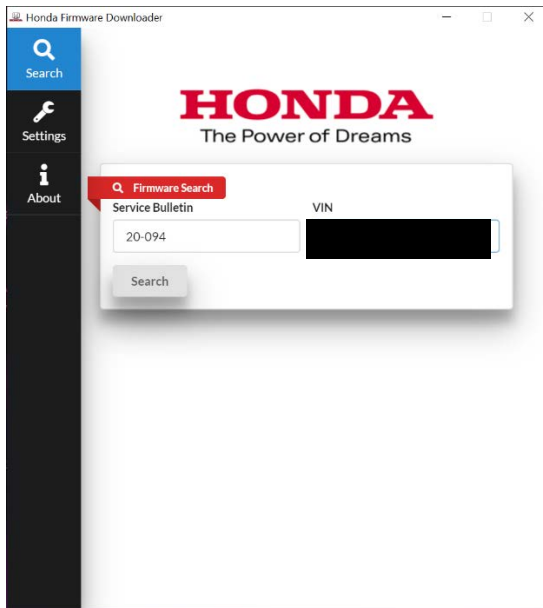 Honda Firmware Downloader
Search
Settings
About
HONDA
The Power of Dreams
Firmware Search
Service Bulletin
VIN
20-094
Search